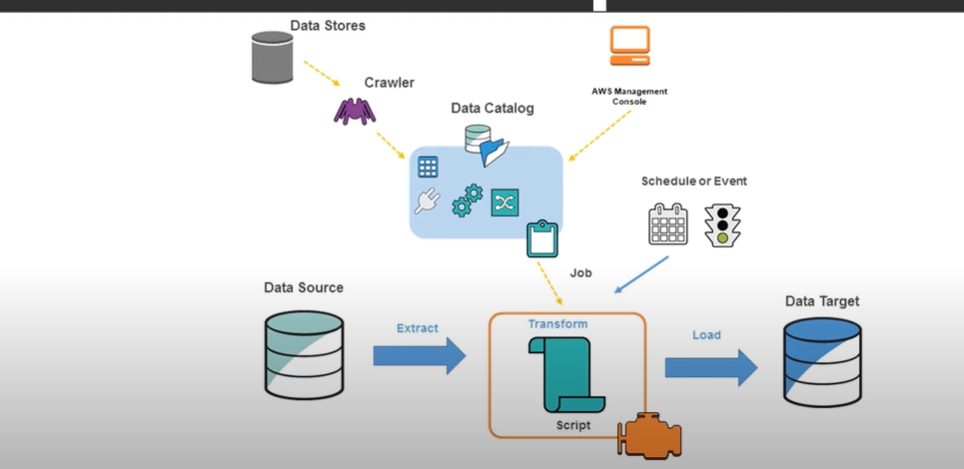 Data Stores
Crawler
Data Catalog
AWS Management
Console
Schedule or Event
Job
Data Source
Extract
Transform
Script
Load
Data Target